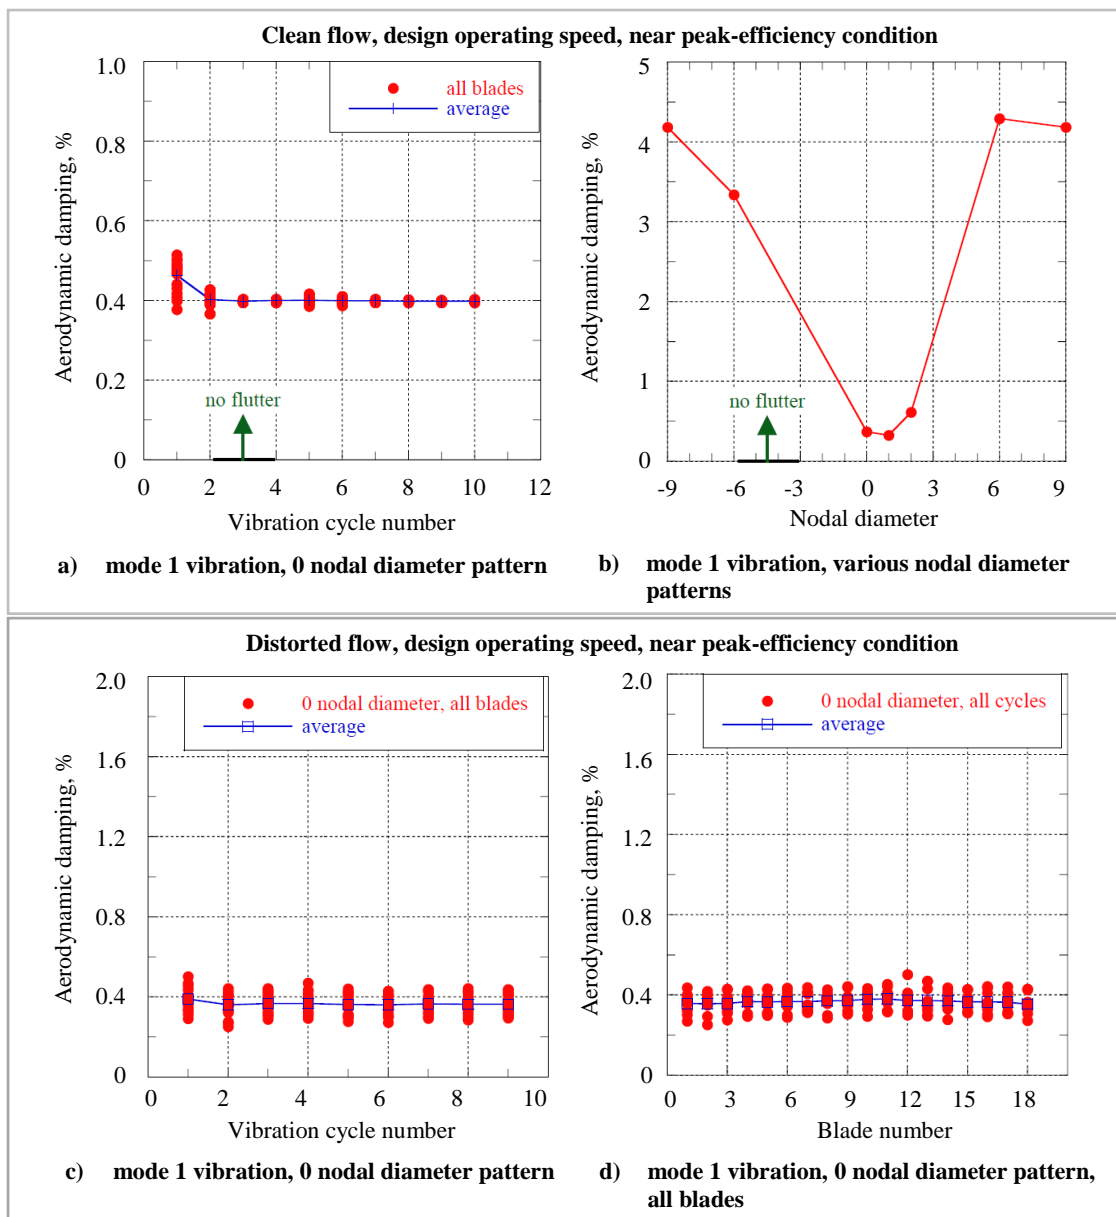 Clean flow, design operating speed, near peak-efficiency condition
1.0
0.8
0.6
0.4
0.2
0
Aerodynamic damping, %
all blades
average
no flutter
0 2 4 6 8 10 12
Vibration cycle number
a) mode 1 vibration, 0 nodal diameter pattern
5
4
3
2
1
0
Aerodynamic damping, %
no flutter
-9 -6 -3 0 3 6 9
Nodal diameter
b) mode 1 vibration, various nodal diameter
patterns
Distorted flow, design operating speed, near peak-efficiency condition
2.0
1.6
1.2
0.8
0.4
0
Aerodynamic damping, %
0 nodal diameter, all blades
average
0 2 4 6 8 10
Vibration cycle number
c) mode 1 vibration, 0 nodal diameter pattern
2.0
1.6
1.2
0.8
0.4
0
Aerodynamic damping, %
0 nodal diameter, all cycles
average
0 3 6 9 12 15 18
Blade number
d) mode 1 vibration, 0 nodal diameter pattern,
all blades